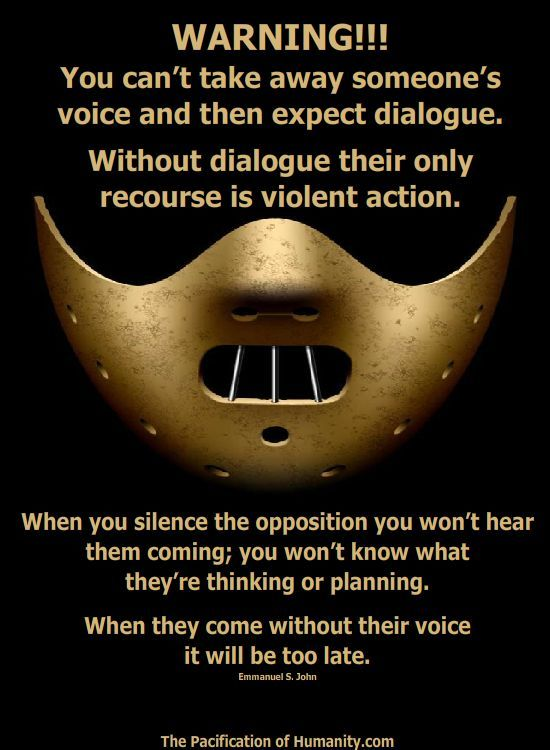 WARNING!!!
You can’t take away someone’s
voice and then expect dialogue.
Without dialogue their only
recourse is violent action.
When you silence the opposition you won’t hear
them coming; you won’t know what
they’re thinking or planning.
When they come without their voice
it will be too late.
Emmanuel S. John
The Pacification of Humanity.com